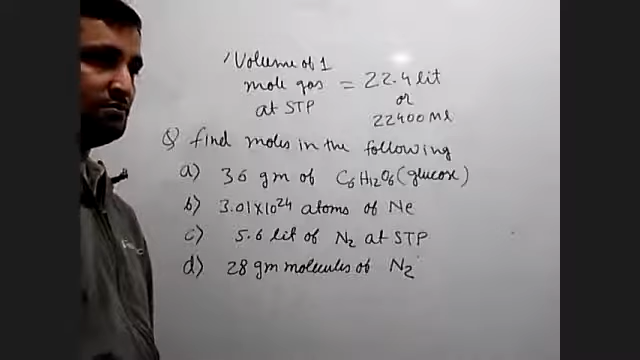 Volume of 1
mole gas = 22.4 lit
at STP or
22400 Ml
Q find moles in the following
a) 36 gm of C6H12O6 (glucose)
b) 3.01×10²⁴ atoms of Ne
c) 5.6 lit of N2 at STP
d) 28 gm molecules of N2